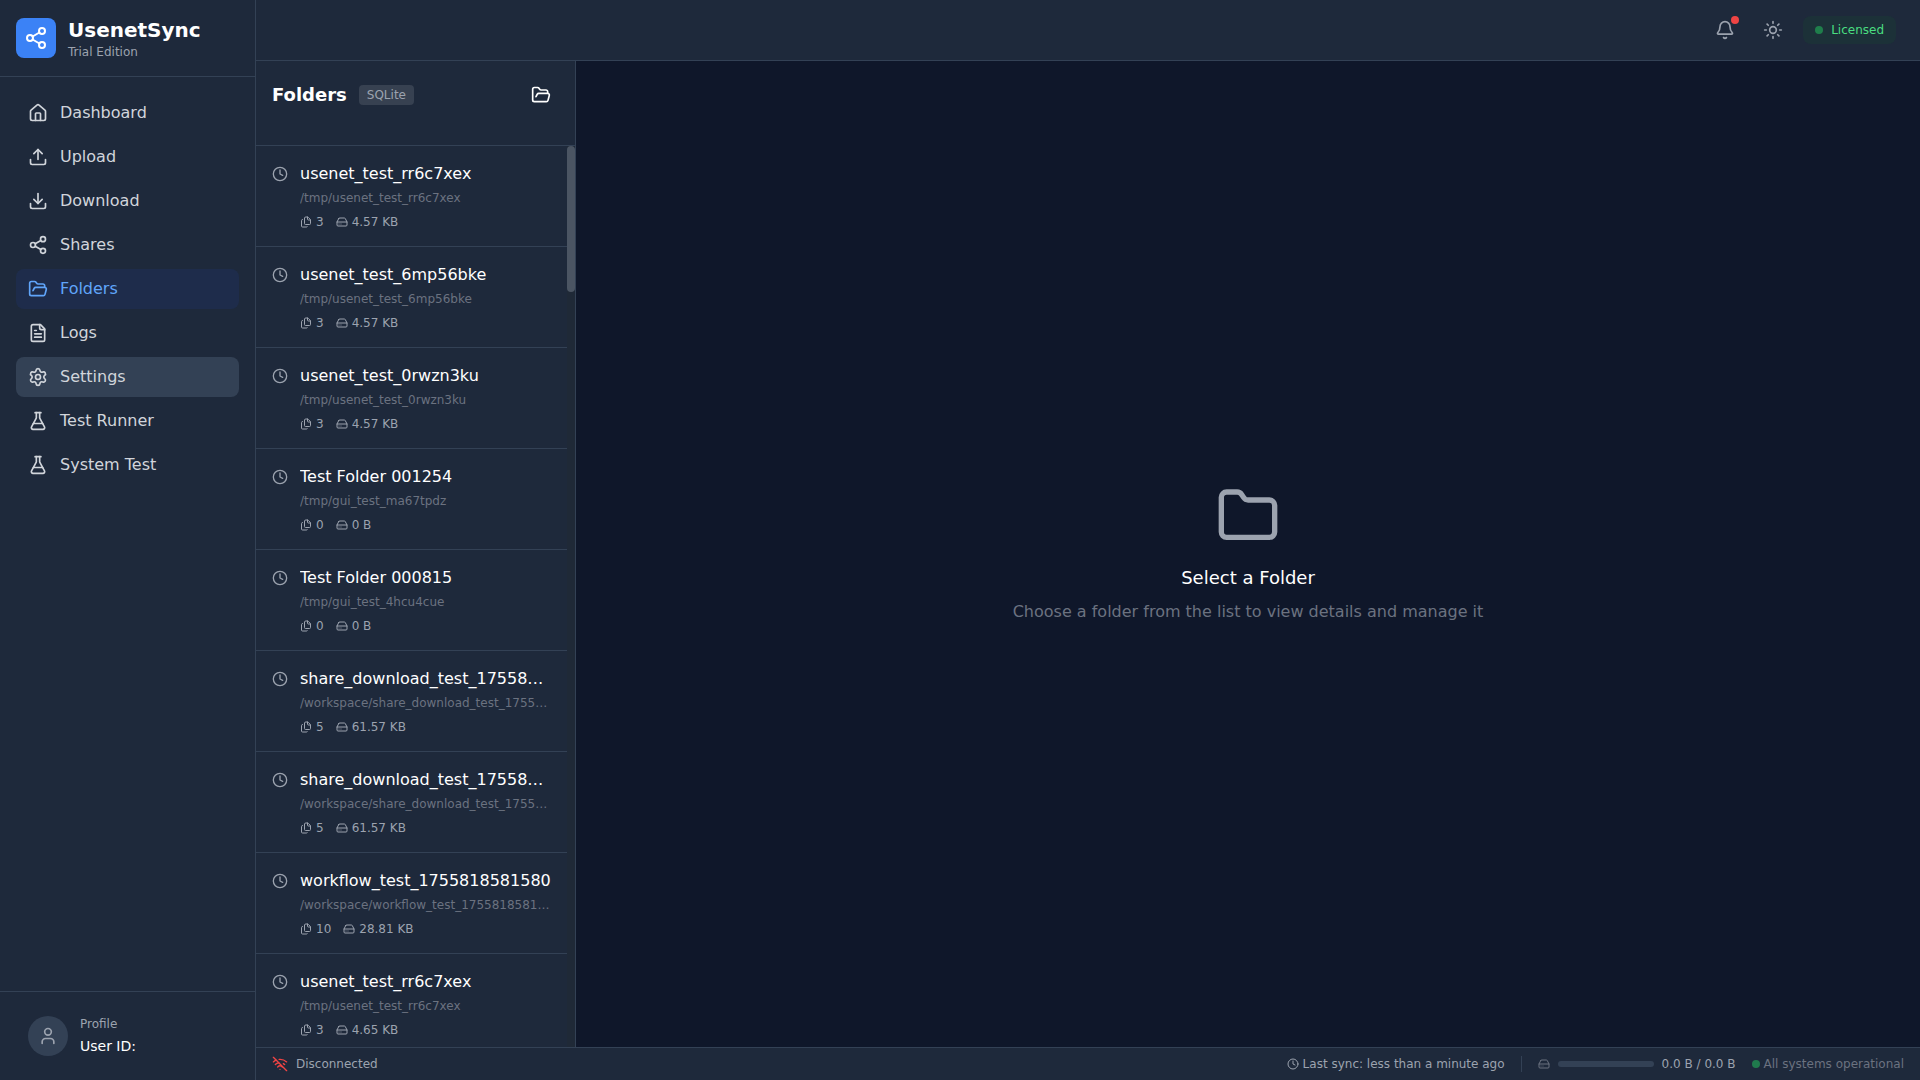 UsenetSync
Trial Edition
Dashboard
Upload
Download
Shares
Folders
Logs
Settings
Test Runner
System Test
Profile
User ID:
Licensed
Folders
SQLite
usenet_test_rr6c7xex
/tmp/usenet_test_rr6c7xex
3 4.57 KB
usenet_test_6mp56bke
/tmp/usenet_test_6mp56bke
3 4.57 KB
usenet_test_0rwzn3ku
/tmp/usenet_test_0rwzn3ku
3 4.57 KB
Test Folder 001254
/tmp/gui_test_ma67tpdz
0 0 B
Test Folder 000815
/tmp/gui_test_4hcu4cue
0 0 B
share_download_test_17558...
/workspace/share_download_test_1755...
5 61.57 KB
share_download_test_17558...
/workspace/share_download_test_1755...
5 61.57 KB
workflow_test_1755818581580
/workspace/workflow_test_1755818581...
10 28.81 KB
usenet_test_rr6c7xex
/tmp/usenet_test_rr6c7xex
3 4.65 KB
Select a Folder
Choose a folder from the list to view details and manage it
Disconnected
Last sync: less than a minute ago
0.0 B / 0.0 B
All systems operational